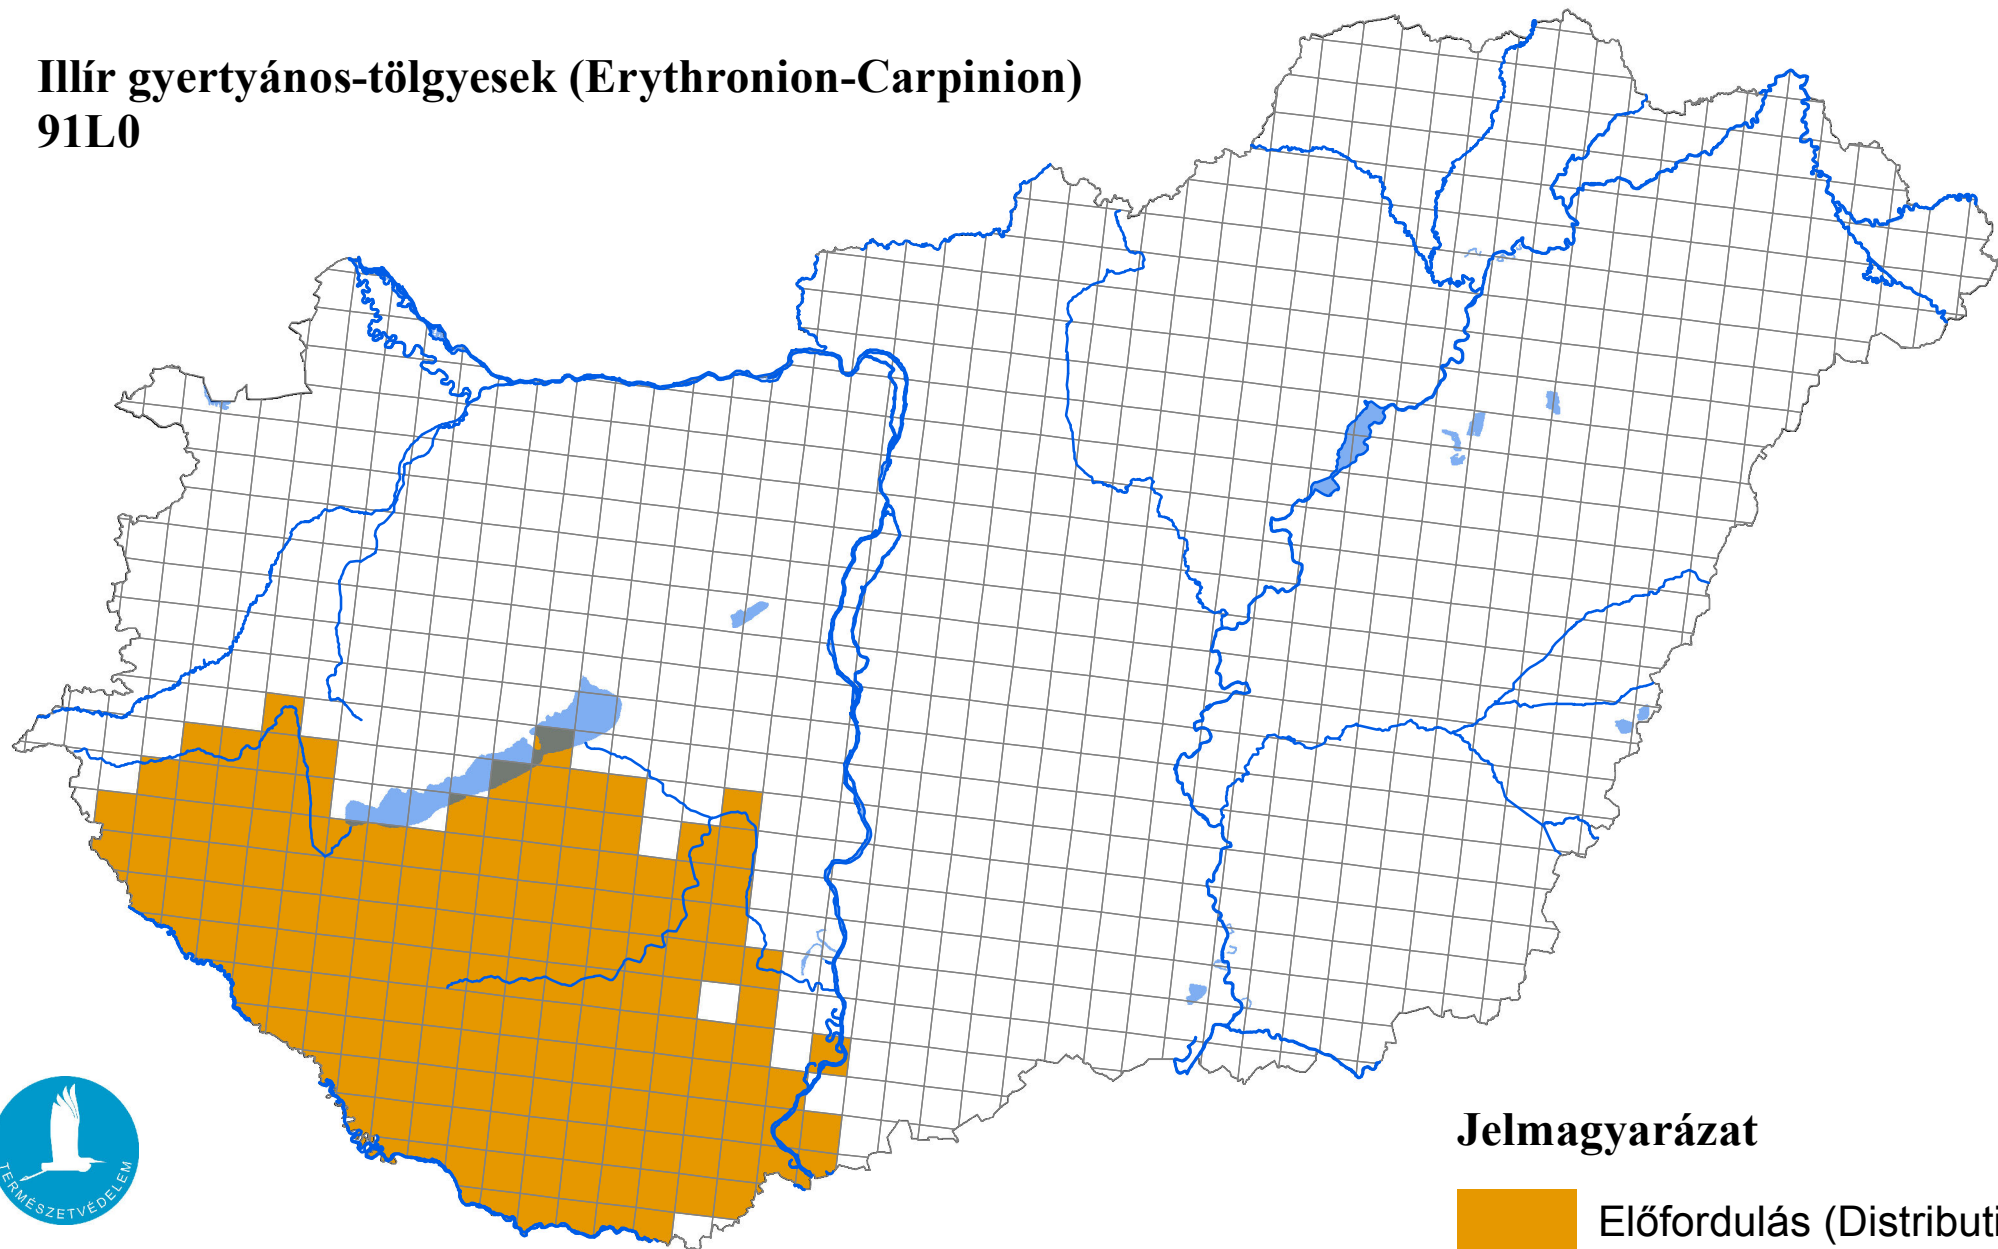 Illír gyertyános-tölgyesek (Erythronion-Carpinion)
91L0
TERMÉSZETVÉDELEM
Jelmagyarázat
Előfordulás (Distributi